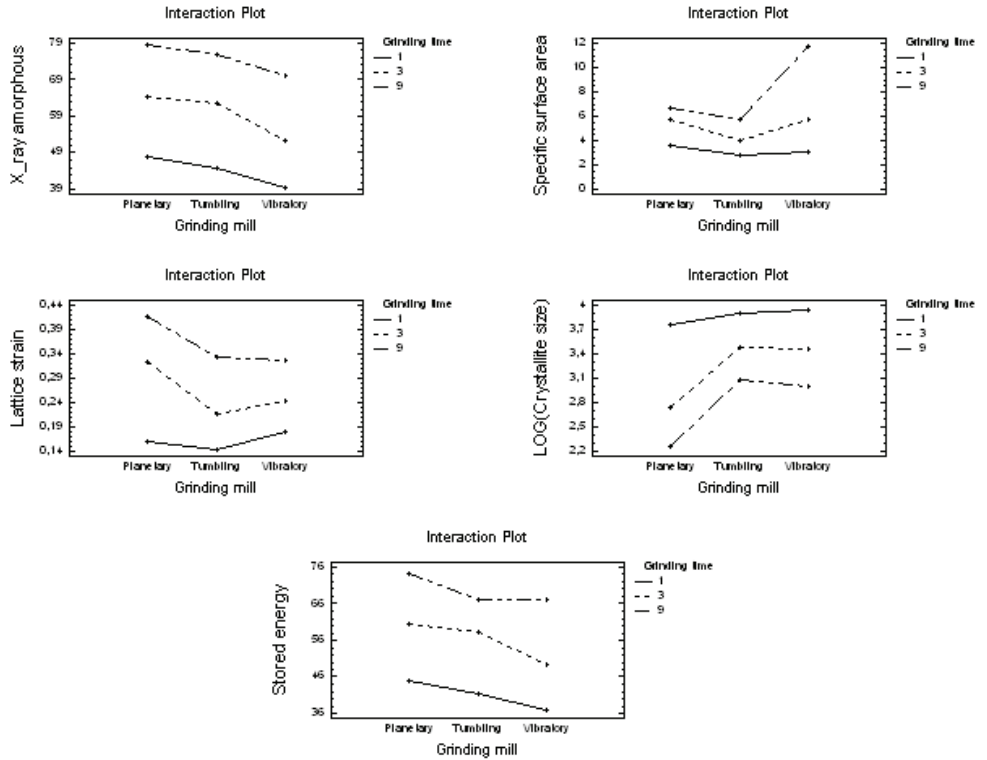 Interaction Plot
X_ray amorphous
79
69
59
49
39
Planetary Tumbling Vibratory
Grinding mill
Grinding time
1
3
9
Interaction Plot
Specific surface area
12
10
8
6
4
2
0
Planetary Tumbling Vibratory
Grinding mill
Grinding time
1
3
9
Interaction Plot
Lattice strain
0,44
0,39
0,34
0,29
0,24
0,19
0,14
Planetary Tumbling Vibratory
Grinding mill
Grinding time
1
3
9
Interaction Plot
LOG(Crystallite size)
4
3,7
3,4
3,1
2,8
2,5
2,2
Planetary Tumbling Vibratory
Grinding mill
Grinding time
1
3
9
Interaction Plot
Stored energy
76
66
56
46
36
Planetary Tumbling Vibratory
Grinding mill
Grinding time
1
3
9